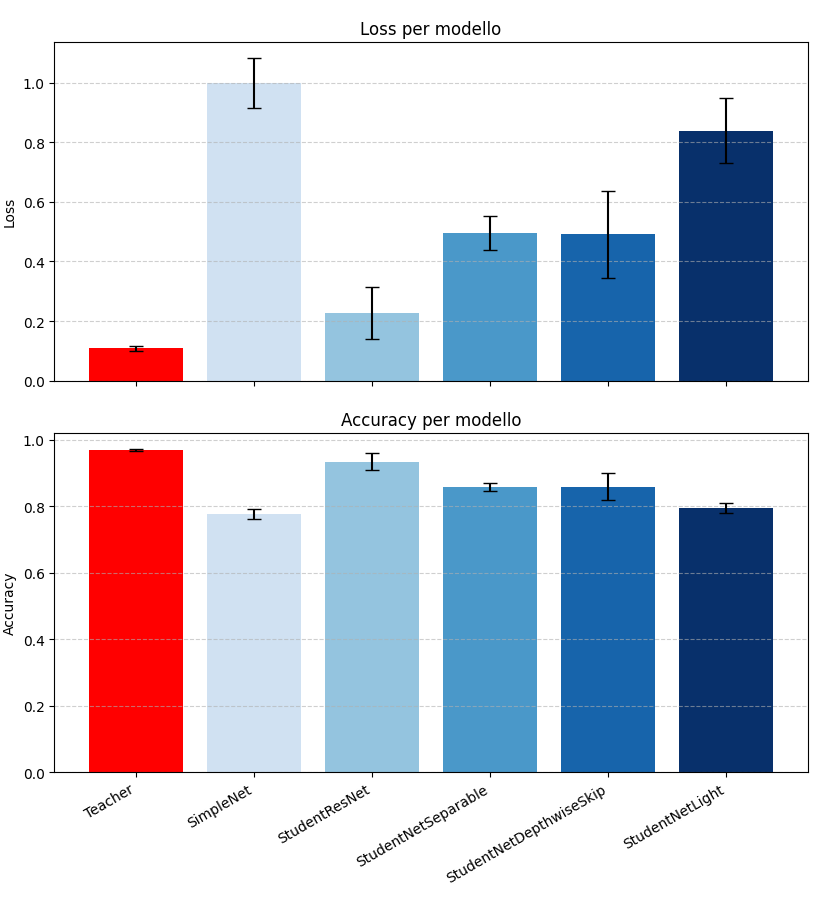 Loss per modello
1.0
0.8
0.6
0.4
0.2
0.0
Loss
Accuracy per modello
1.0
0.8
0.6
0.4
0.2
0.0
Accuracy
Teacher
SimpleNet
StudentResNet
StudentNetSeparable
StudentNetDepthwiseSkip
StudentNetLight